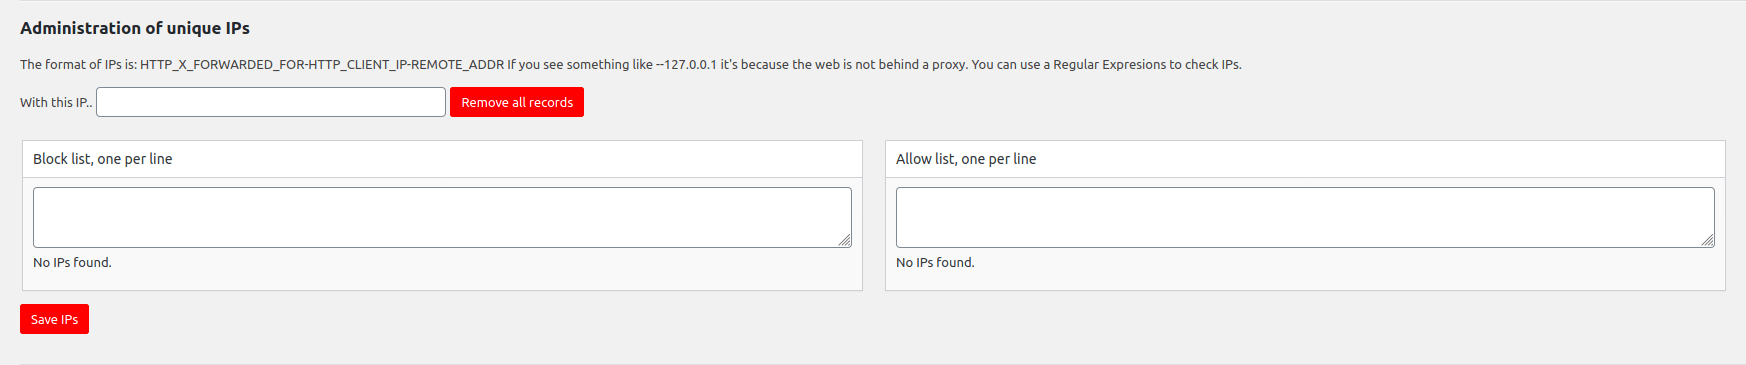 Administration of unique IPs
The format of IPs is: HTTP_X_FORWARDED_FOR-HTTP_CLIENT_IP-REMOTE_ADDR If you see something like --127.0.0.1 it's because the web is not behind a proxy. You can use a Regular Expresions to check IPs.
With this IP.. Remove all records
Block list, one per line
No IPs found.
Allow list, one per line
No IPs found.
Save IPs